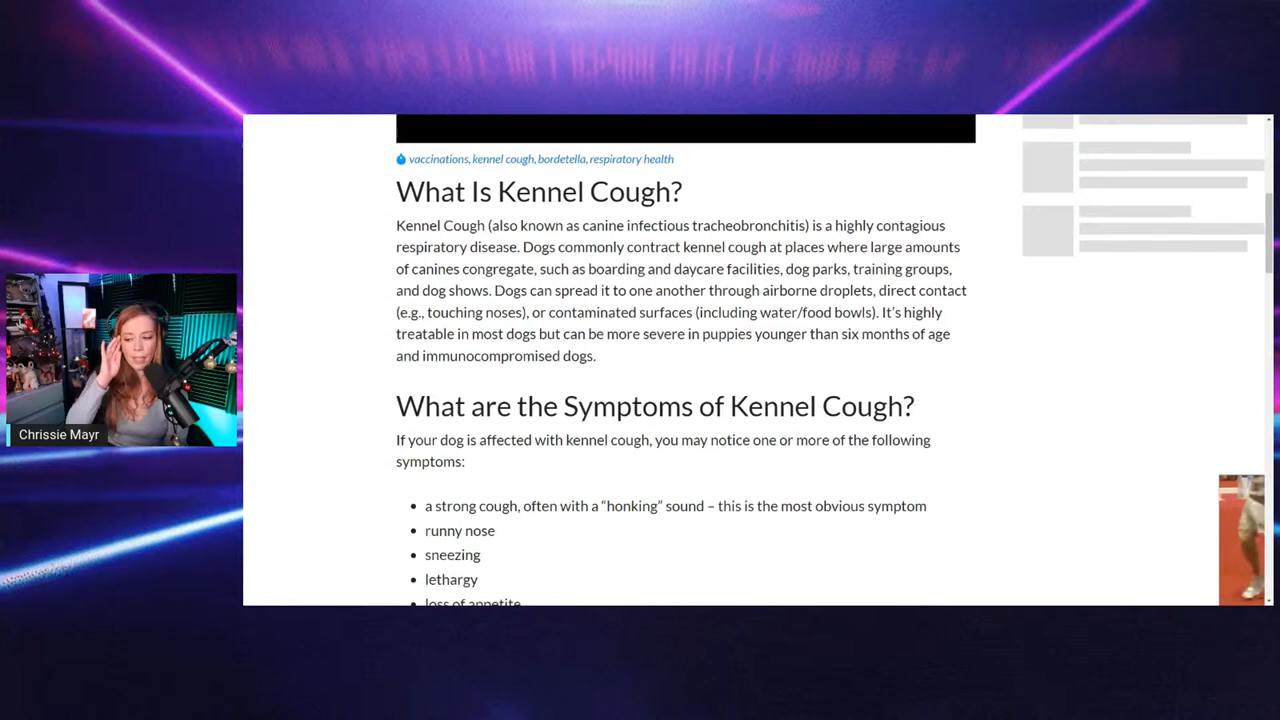 vaccinations, kennel cough, bordetella, respiratory health
What Is Kennel Cough?
Kennel Cough (also known as canine infectious tracheobronchitis) is a highly contagious
respiratory disease. Dogs commonly contract kennel cough at places where large amounts
of canines congregate, such as boarding and daycare facilities, dog parks, training groups,
and dog shows. Dogs can spread it to one another through airborne droplets, direct contact
(e.g., touching noses), or contaminated surfaces (including water/food bowls). It’s highly
treatable in most dogs but can be more severe in puppies younger than six months of age
and immunocompromised dogs.
What are the Symptoms of Kennel Cough?
If your dog is affected with kennel cough, you may notice one or more of the following
symptoms:
• a strong cough, often with a “honking” sound – this is the most obvious symptom
• runny nose
• sneezing
• lethargy
• loss of appetite
Chrissie Mayr